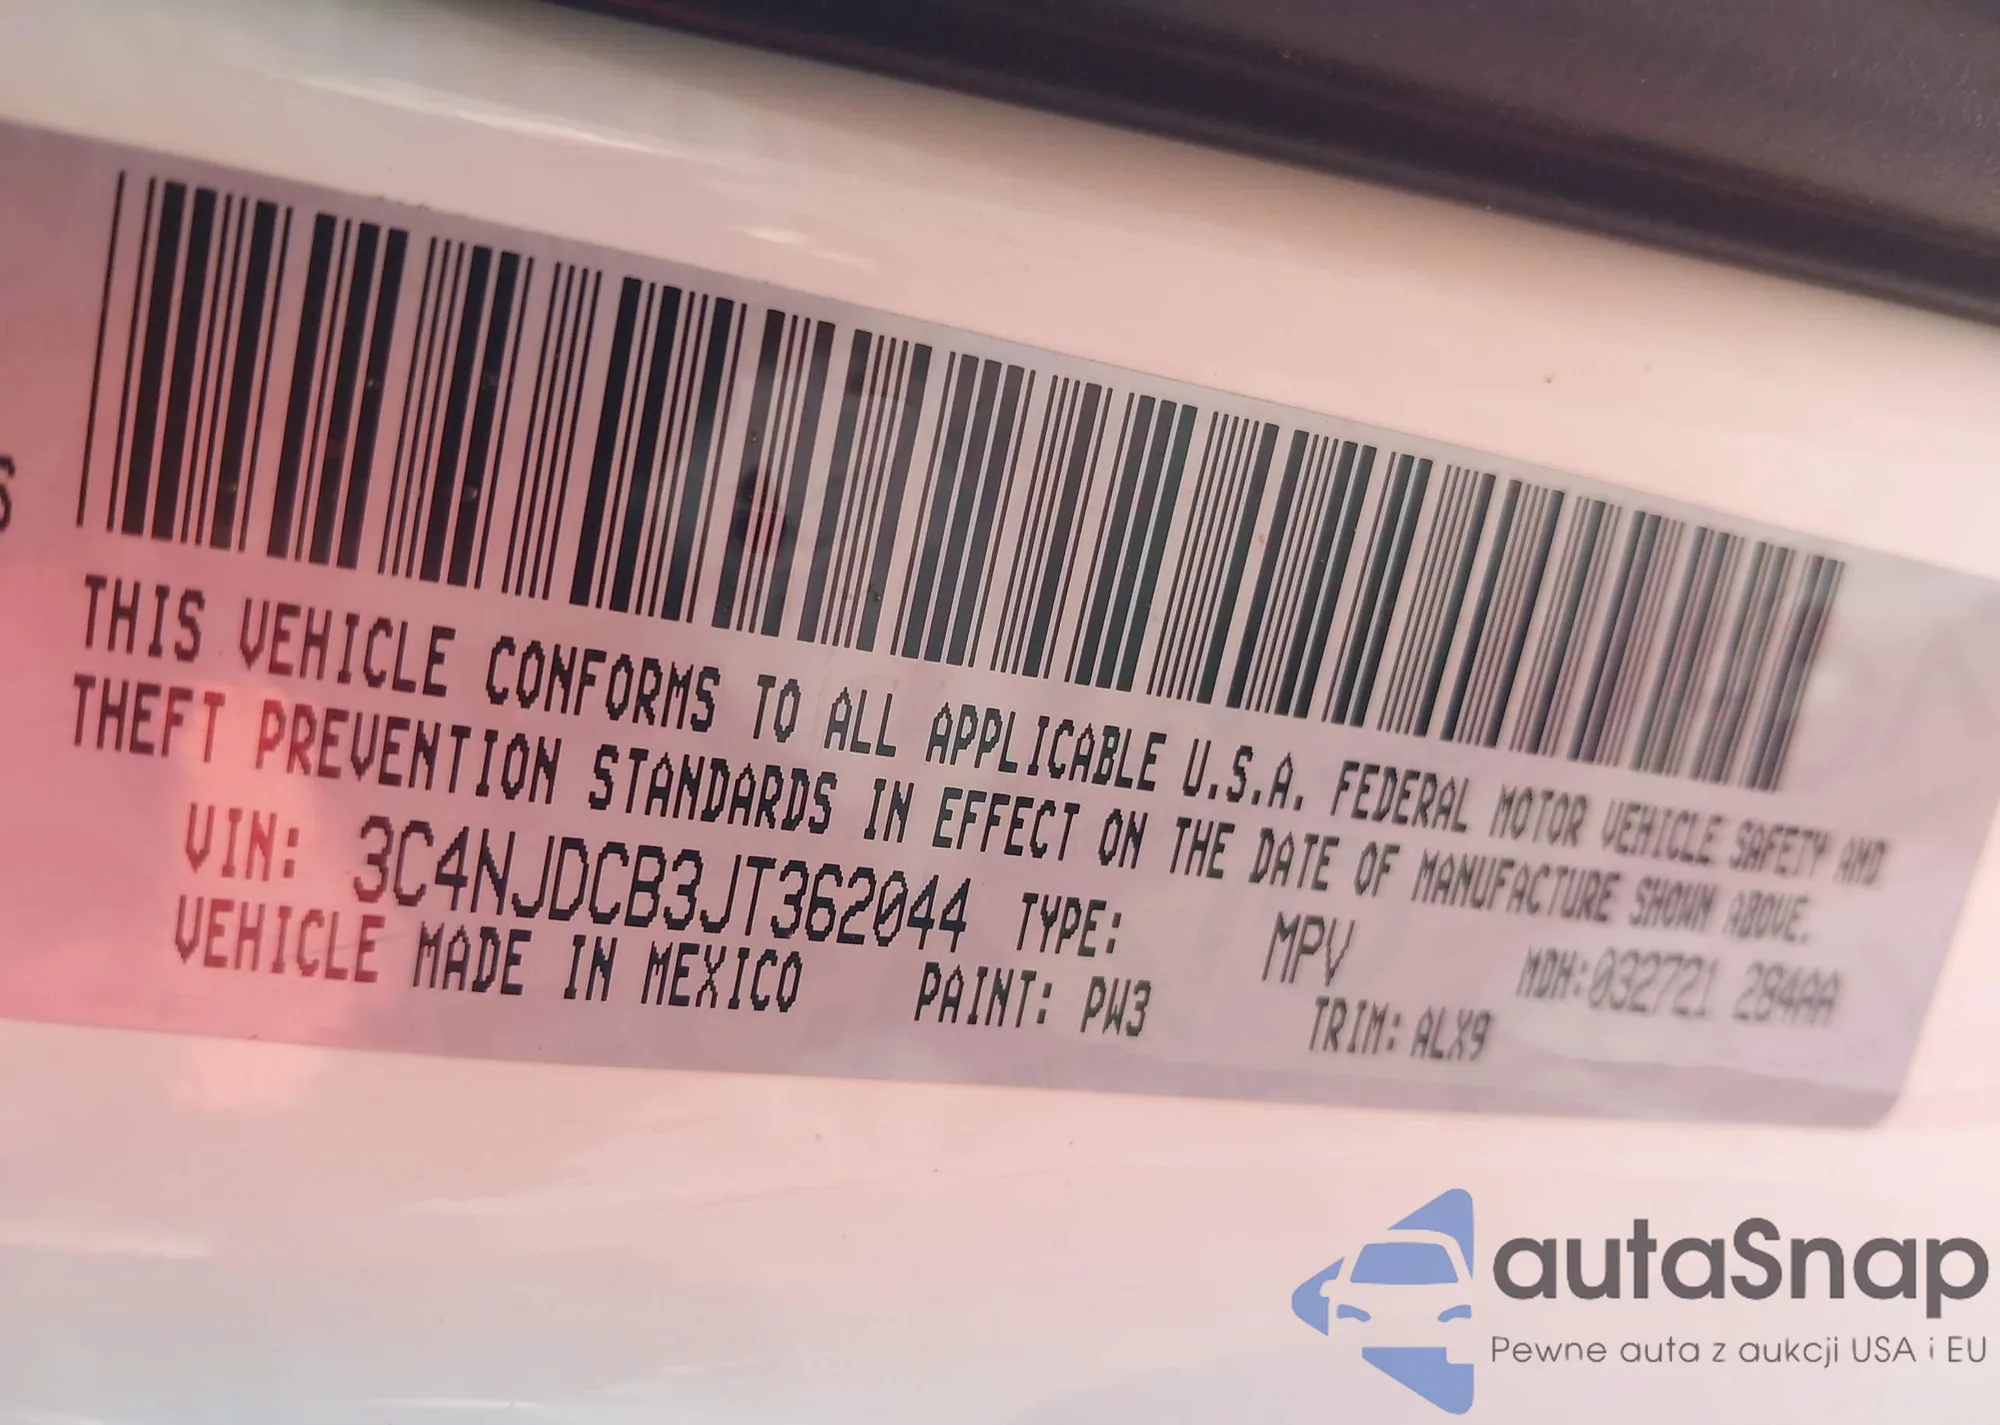 S
THIS VEHICLE CONFORMS TO ALL APPLICABLE U.S.A. FEDERAL MOTOR VEHICLE SAFETY AND
THEFT PREVENTION STANDARDS IN EFFECT ON THE DATE OF MANUFACTURE SHOWN ABOVE.
VIN: 3C4NJDCB3JT362044 TYPE: MPV MDH:032721 284AA
VEHICLE MADE IN MEXICO PAINT: PW3 TRIM: ALX9
autaSnap
Pewne auta z aukcji USA i EU